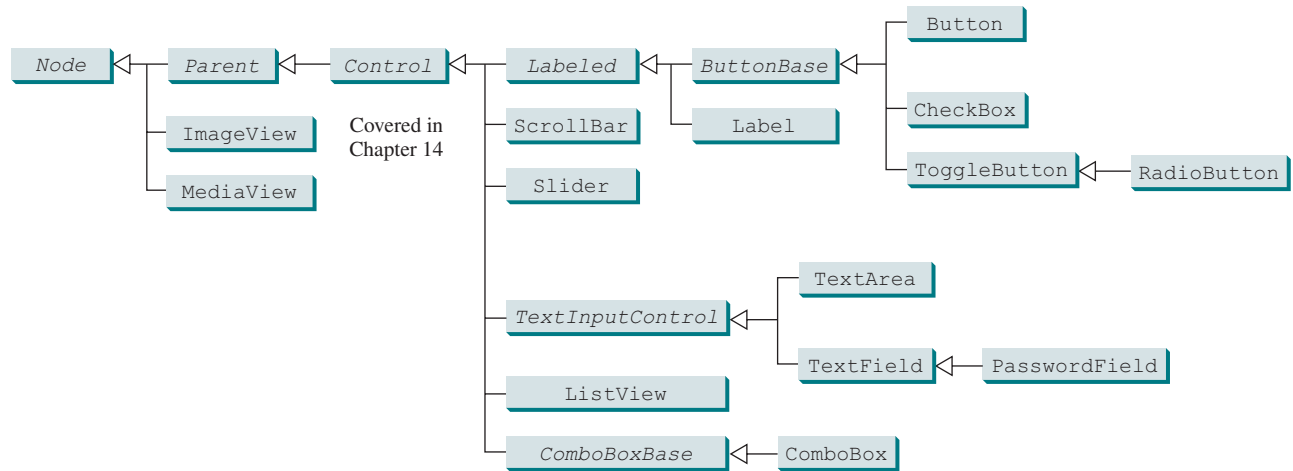 Button
Node
Parent
Control
Labeled
ButtonBase
ImageView
Covered in
Chapter 14
ScrollBar
Label
CheckBox
MediaView
Slider
ToggleButton
RadioButton
TextArea
TextInputControl
TextField
PasswordField
ListView
ComboBoxBase
ComboBox